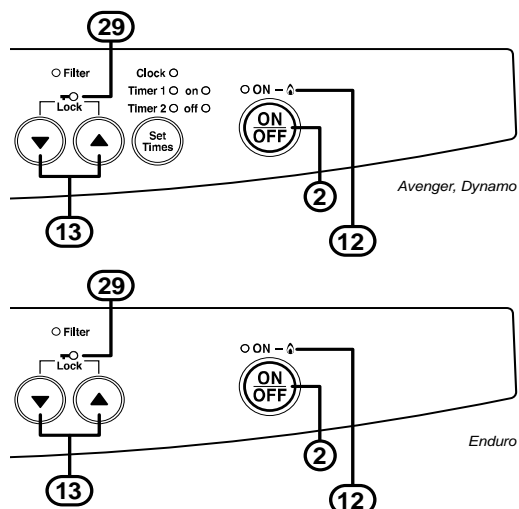 29
Filter Clock
Timer 1 on
Lock Timer 2 off
ON –
Set
Times
ON
OFF
2
Avenger, Dynamo
13
12
29
Filter
Lock
ON –
ON
OFF
2
Enduro
13
12